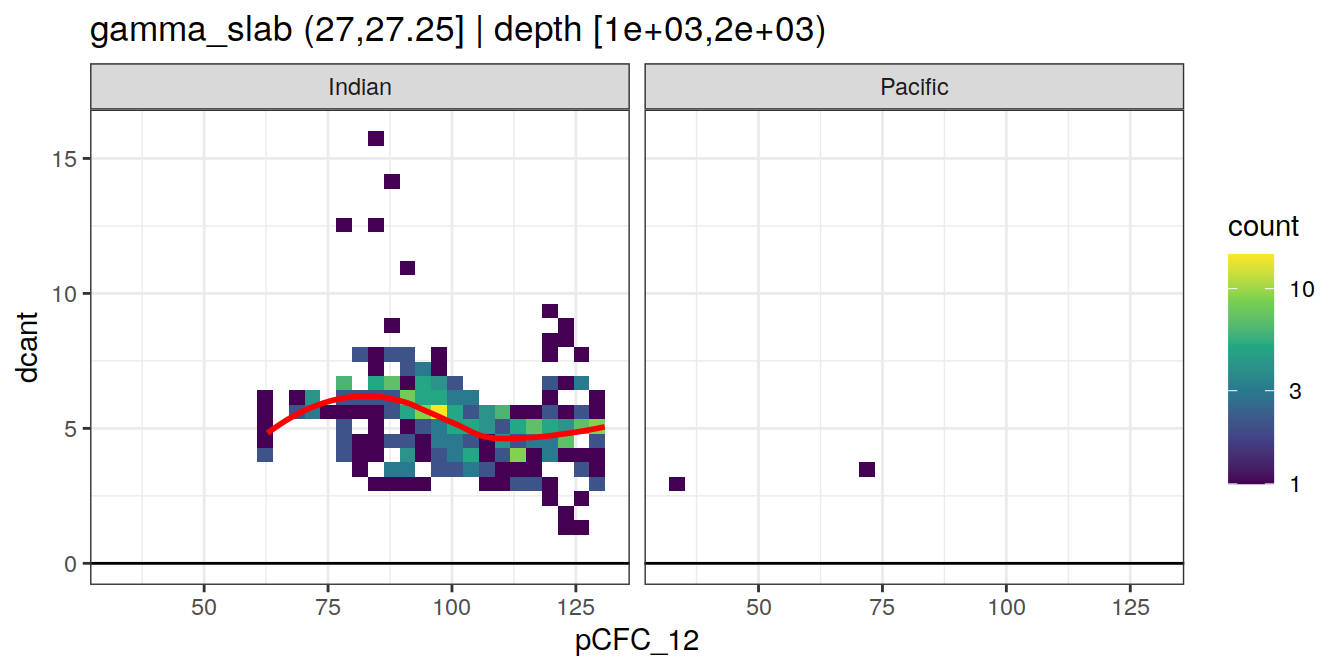 gamma_slab (27,27.25] | depth [1e+03,2e+03)
Indian
Pacific
15
10
5
0
dcant
50 75 100 125
50 75 100 125
pCFC_12
count
10
3
1